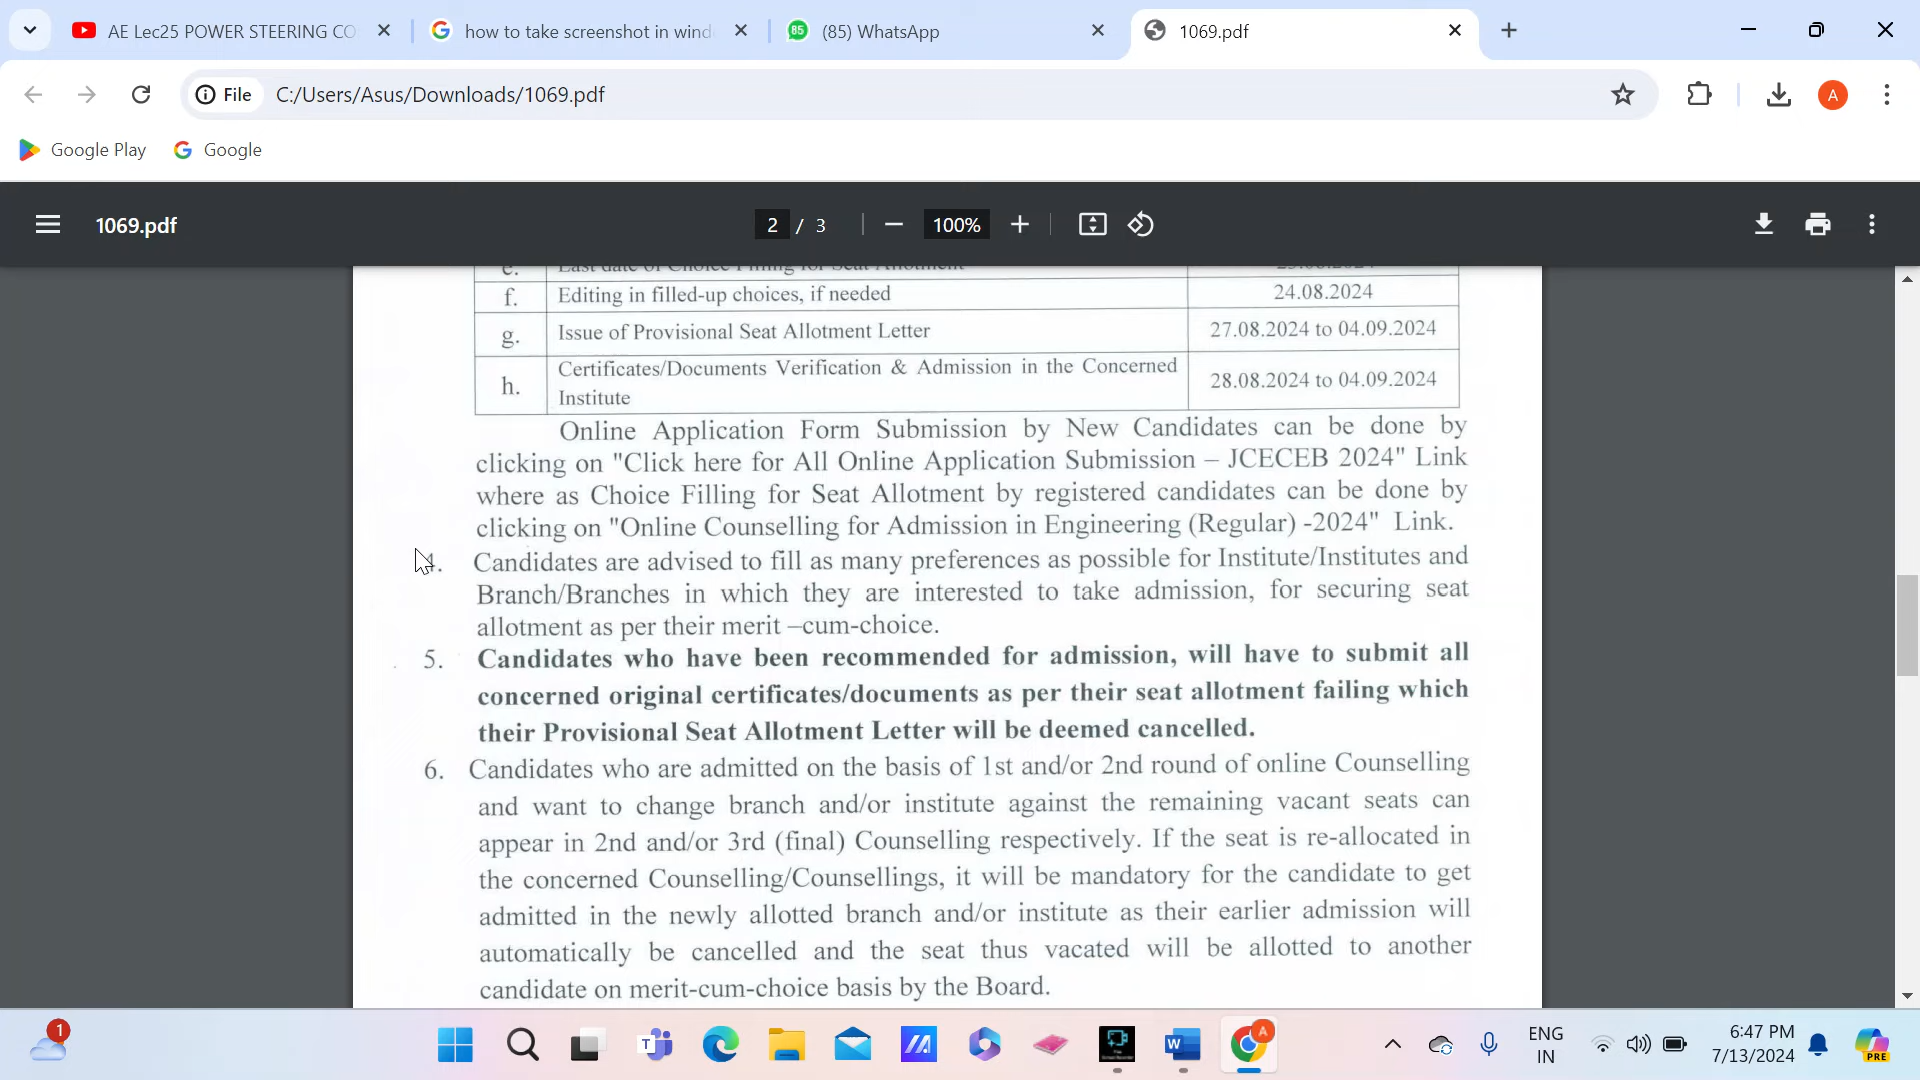 AE Lec25 POWER STEERING CO
how to take screenshot in wind
(85) WhatsApp
1069.pdf
File
C:/Users/Asus/Downloads/1069.pdf
A
Google Play
Google
1069.pdf
2 / 3
100%
e. Last date of Choice Filling for Seat Allotment
f. Editing in filled-up choices, if needed 24.08.2024
g. Issue of Provisional Seat Allotment Letter 27.08.2024 to 04.09.2024
h. Certificates/Documents Verification & Admission in the Concerned Institute 28.08.2024 to 04.09.2024
Online Application Form Submission by New Candidates can be done by
clicking on "Click here for All Online Application Submission – JCECEB 2024" Link
where as Choice Filling for Seat Allotment by registered candidates can be done by
clicking on "Online Counselling for Admission in Engineering (Regular) -2024" Link.
4. Candidates are advised to fill as many preferences as possible for Institute/Institutes and
Branch/Branches in which they are interested to take admission, for securing seat
allotment as per their merit –cum-choice.
5. Candidates who have been recommended for admission, will have to submit all
concerned original certificates/documents as per their seat allotment failing which
their Provisional Seat Allotment Letter will be deemed cancelled.
6. Candidates who are admitted on the basis of 1st and/or 2nd round of online Counselling
and want to change branch and/or institute against the remaining vacant seats can
appear in 2nd and/or 3rd (final) Counselling respectively. If the seat is re-allocated in
the concerned Counselling/Counsellings, it will be mandatory for the candidate to get
admitted in the newly allotted branch and/or institute as their earlier admission will
automatically be cancelled and the seat thus vacated will be allotted to another
candidate on merit-cum-choice basis by the Board.
1
ENG
IN
6:47 PM
7/13/2024
PRE